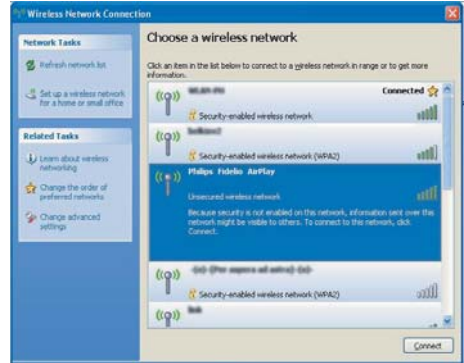 Wireless Network Connection
Network Tasks
Refresh network list
Set up a wireless network
for a home or small office
Related Tasks
Learn about wireless
networking
Change the order of
preferred networks
Change advanced
settings
Choose a wireless network
Click an item in the list below to connect to a wireless network in range or to get more
information.
Connected
Security-enabled wireless network
Security-enabled wireless network (WPA2)
Philips Fidelio AirPlay
Unsecured wireless network
Because security is not enabled on this network, information sent over this
network might be visible to others. To connect to this network, click
Connect.
Security-enabled wireless network (WPA2)
Connect